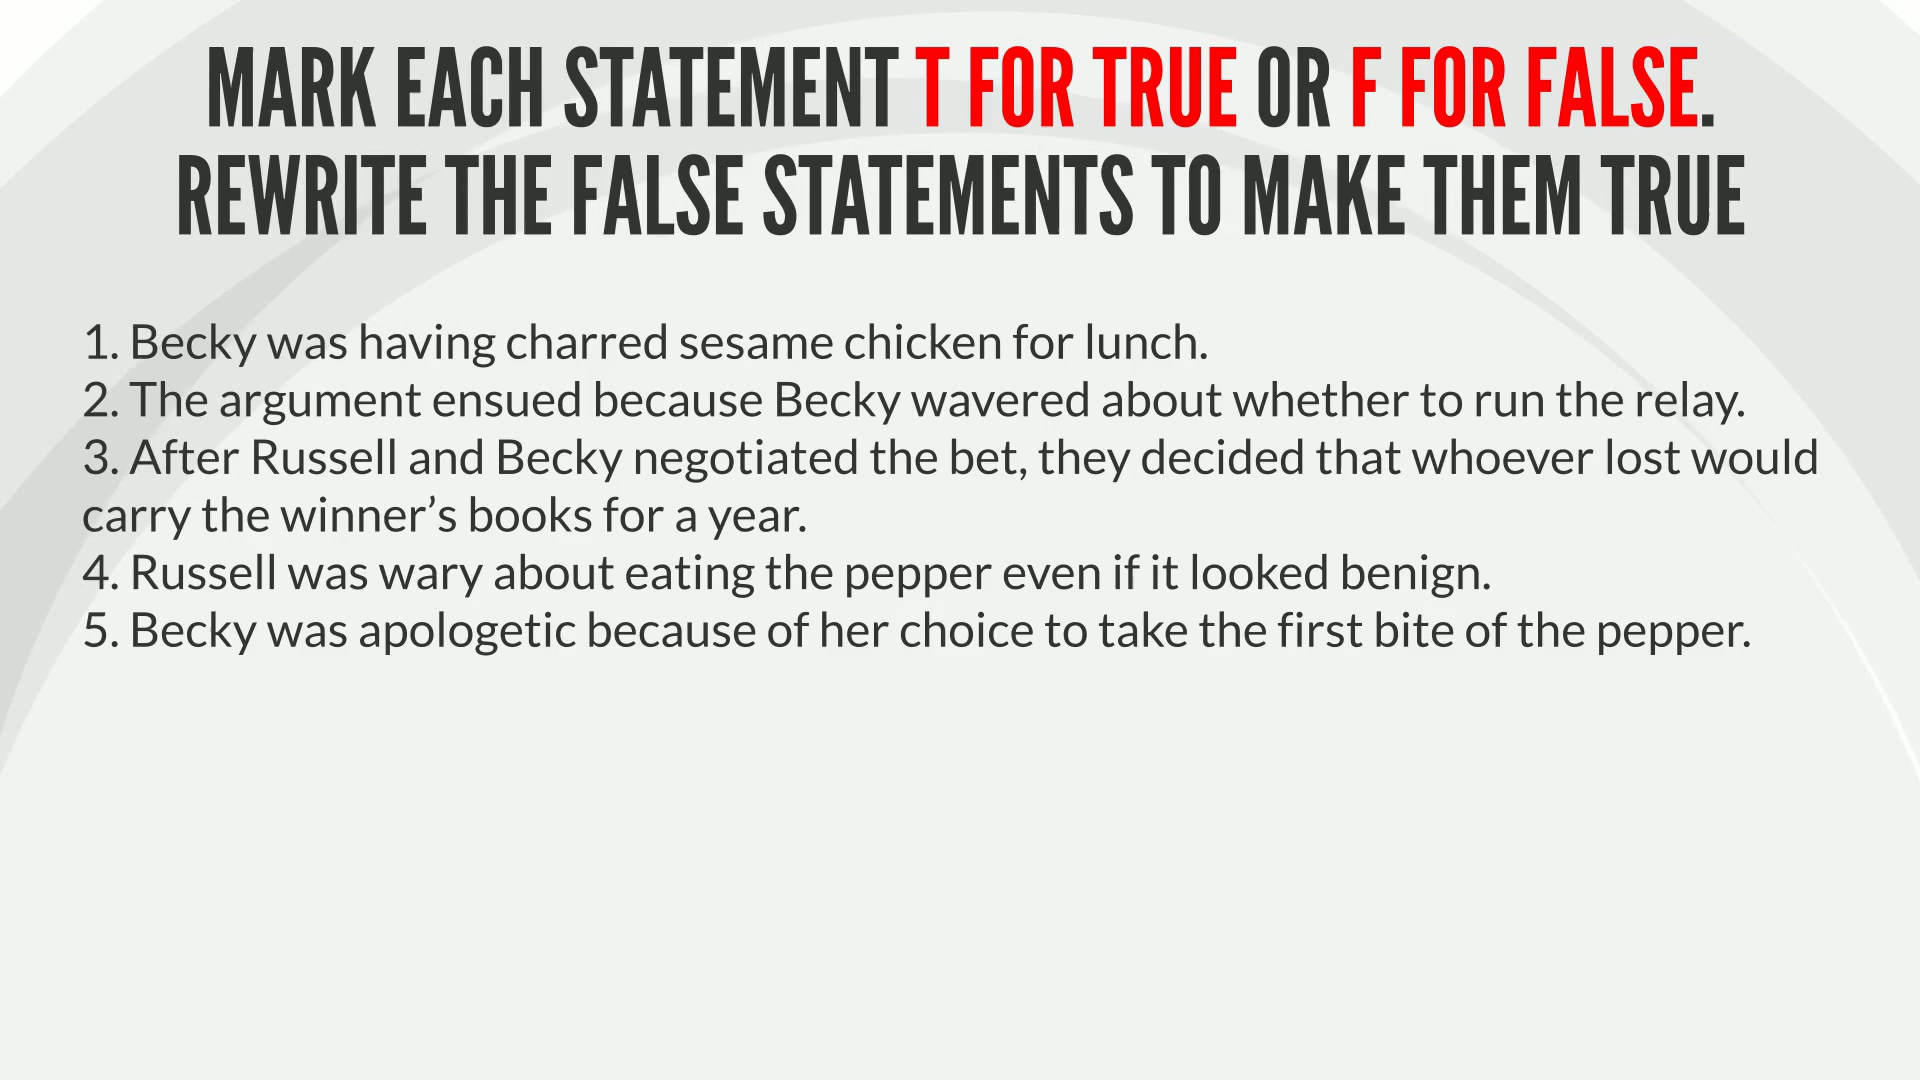 MARK EACH STATEMENT T FOR TRUE OR F FOR FALSE.
REWRITE THE FALSE STATEMENTS TO MAKE THEM TRUE
1. Becky was having charred sesame chicken for lunch.
2. The argument ensued because Becky wavered about whether to run the relay.
3. After Russell and Becky negotiated the bet, they decided that whoever lost would
carry the winner’s books for a year.
4. Russell was wary about eating the pepper even if it looked benign.
5. Becky was apologetic because of her choice to take the first bite of the pepper.